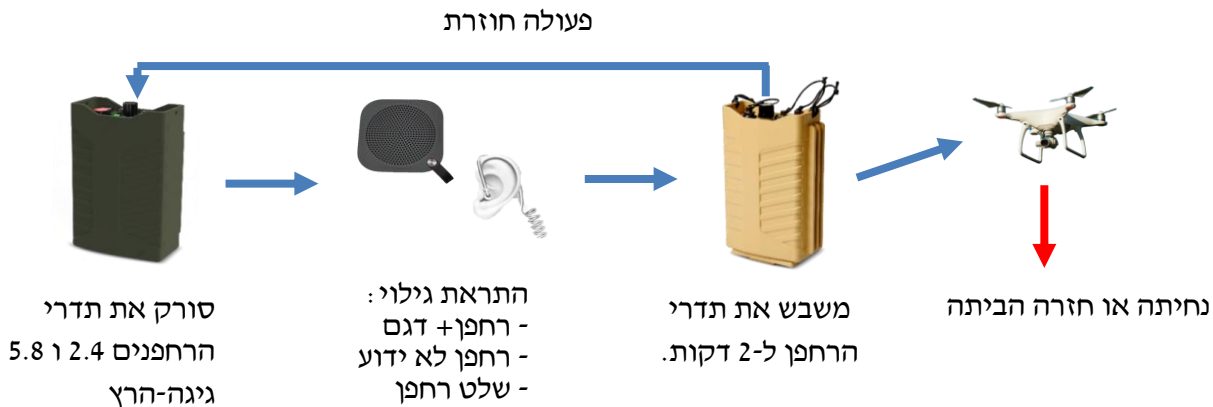 פעולה חוזרת
סורק את תדרי
הרחפנים 2.4 ו 5.8
גיגה-הרץ
התראת גילוי:
- רחפן+ דגם
- רחפן לא ידוע
- שלט רחפן
משבש את תדרי
הרחפן ל-2 דקות.
נחיתה או חזרה הביתה